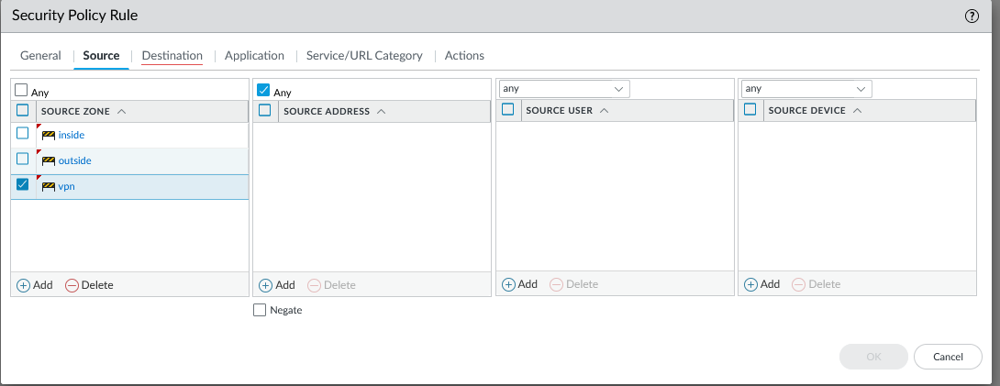 Security Policy Rule
General Source Destination Application Service/URL Category Actions
Any Any any any
SOURCE ZONE SOURCE ADDRESS SOURCE USER SOURCE DEVICE
inside
outside
vpn
Add Delete Add Delete Add Delete Add Delete
Negate
OK Cancel